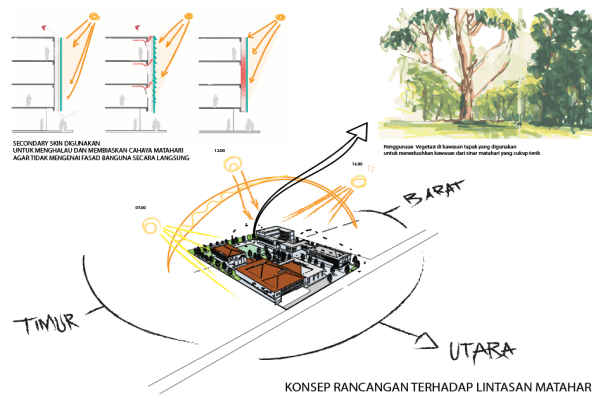 SECONDARY SKIN DIGUNAKAN
UNTUK MENGHALAU DAN MEMBIASKAN CAHAYA MATAHARI
AGAR TIDAK MENGENAI FASAD BANGUNA SECARA LANGSUNG
Penggunaan Vegetasi di kawasan tapak yang digunakan
untuk meneduhkan kawasan dari sinar matahari yang cukup terik
12.00
16.00
07.00
BARAT
TIMUR
UTARA
KONSEP RANCANGAN TERHADAP LINTASAN MATAHAR